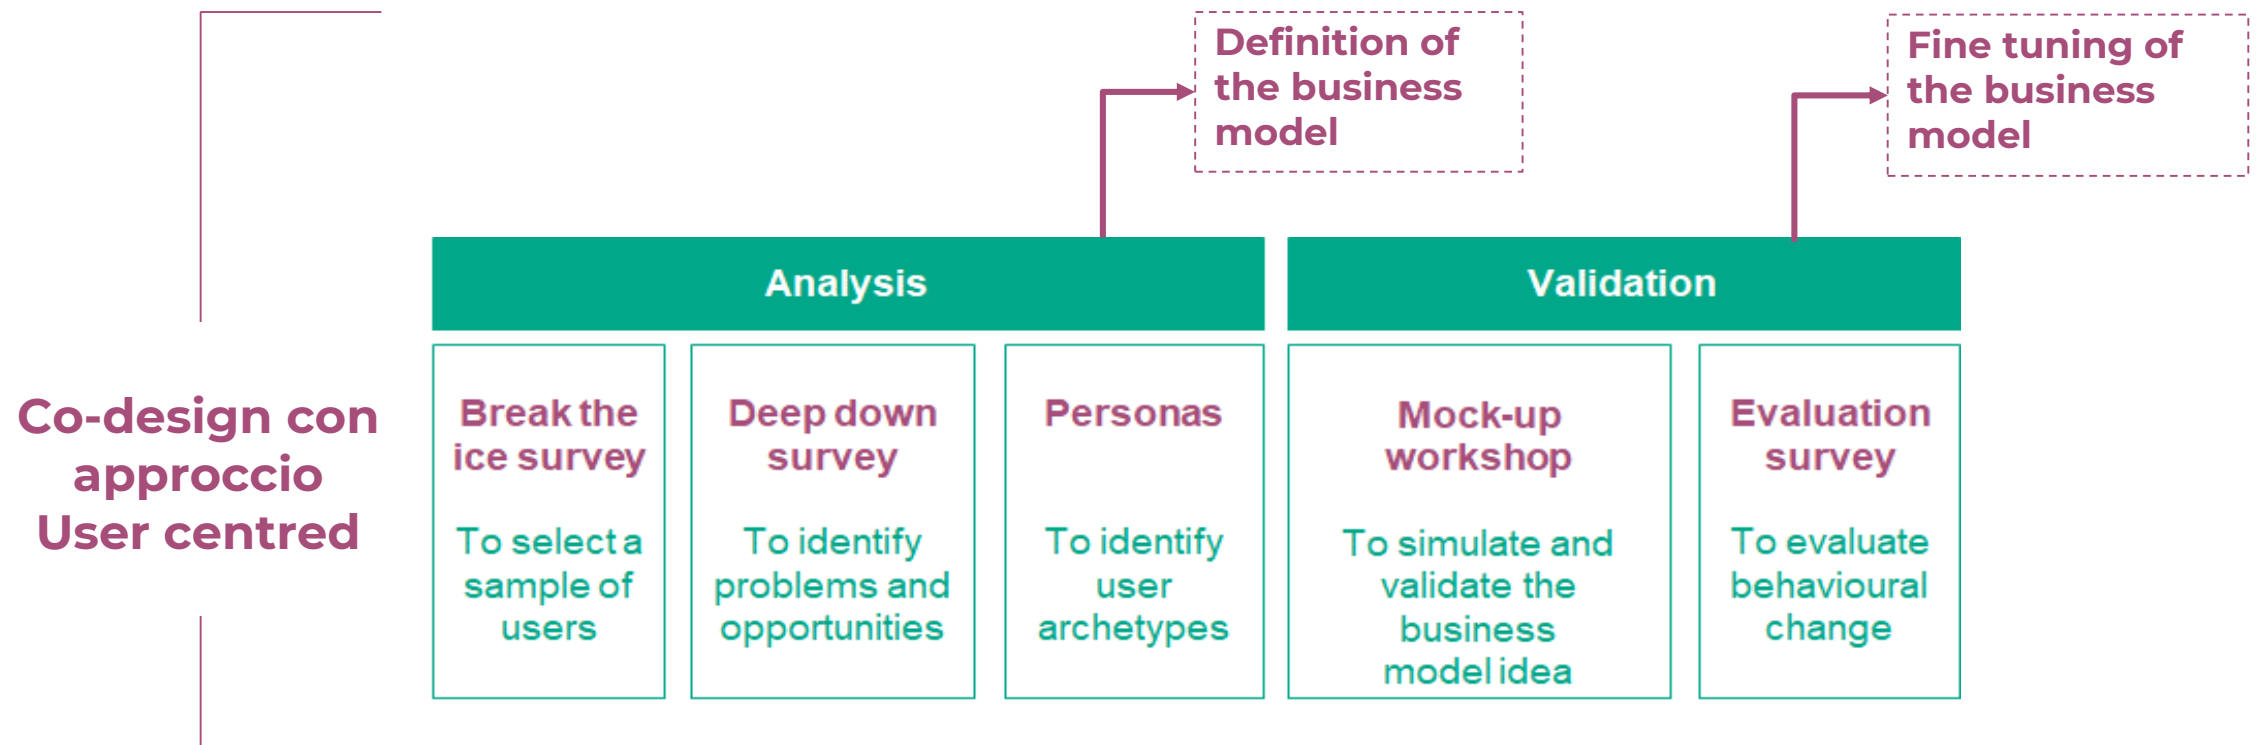 Definition of
the business
model
Fine tuning of
the business
model
Analysis
Validation
Co-design con
approccio
User centred
Break the
ice survey
To select a
sample of
users
Deep down
survey
To identify
problems and
opportunities
Personas
To identify
user
archetypes
Mock-up
workshop
To simulate and
validate the
business
model idea
Evaluation
survey
To evaluate
behavioural
change